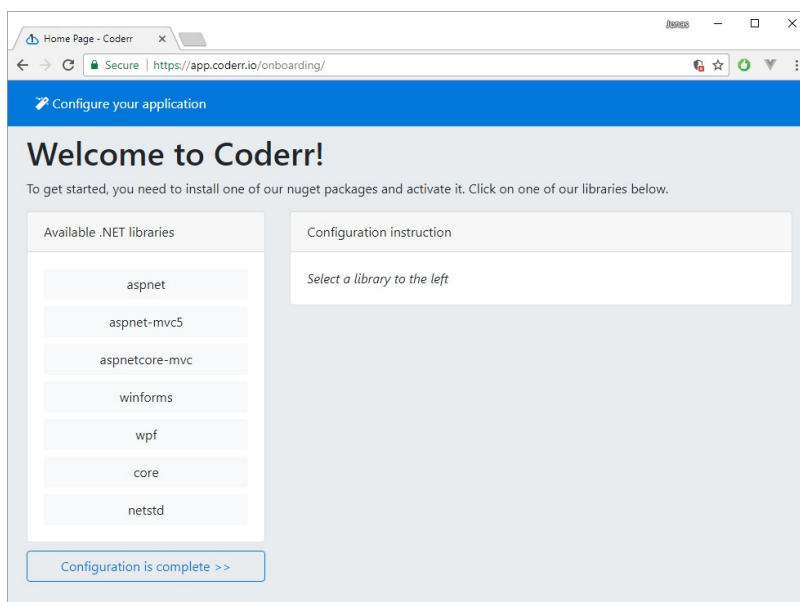 Jonas
Home Page - Coderr
Secure | https://app.coderr.io/onboarding/
Configure your application
Welcome to Coderr!
To get started, you need to install one of our nuget packages and activate it. Click on one of our libraries below.
Available .NET libraries
Configuration instruction
aspnet
Select a library to the left
aspnet-mvc5
aspnetcore-mvc
winforms
wpf
core
netstd
Configuration is complete >>